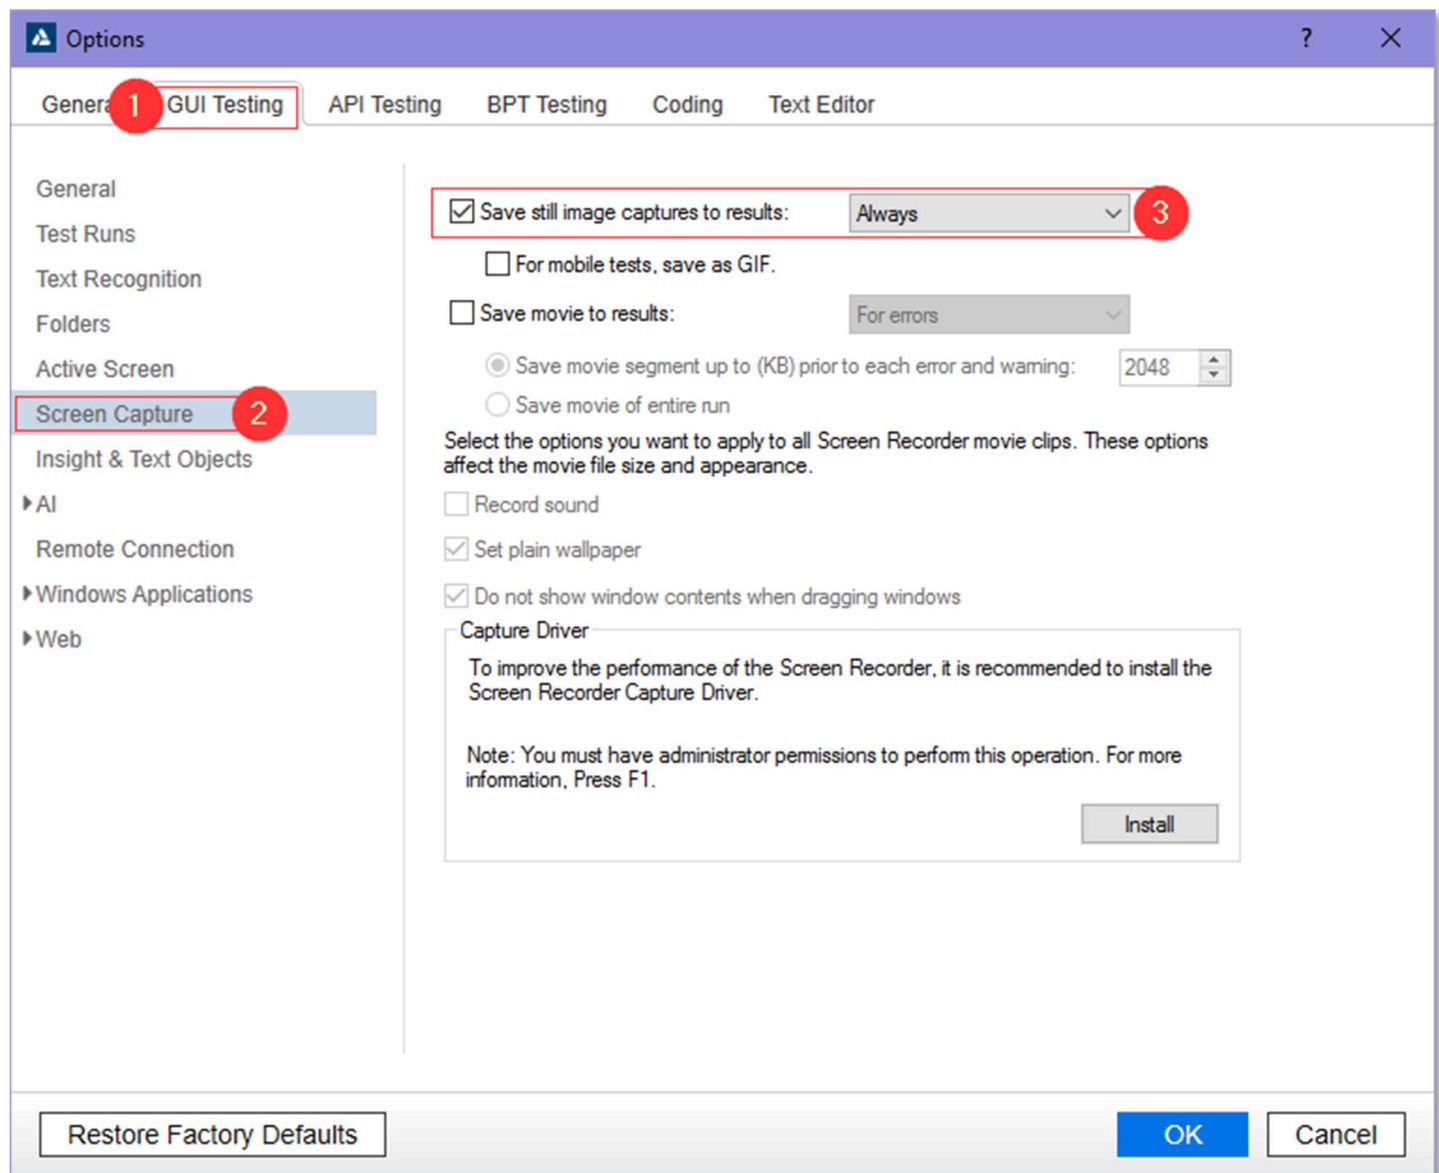 Options
?
General 1 GUI Testing API Testing BPT Testing Coding Text Editor
General
Test Runs
Text Recognition
Folders
Active Screen
Screen Capture 2
Insight & Text Objects
AI
Remote Connection
Windows Applications
Web
Save still image captures to results: Always 3
For mobile tests, save as GIF.
Save movie to results: For errors
Save movie segment up to (KB) prior to each error and warning: 2048
Save movie of entire run
Select the options you want to apply to all Screen Recorder movie clips. These options
affect the movie file size and appearance.
Record sound
Set plain wallpaper
Do not show window contents when dragging windows
Capture Driver
To improve the performance of the Screen Recorder, it is recommended to install the
Screen Recorder Capture Driver.
Note: You must have administrator permissions to perform this operation. For more
information, Press F1.
Install
Restore Factory Defaults OK Cancel